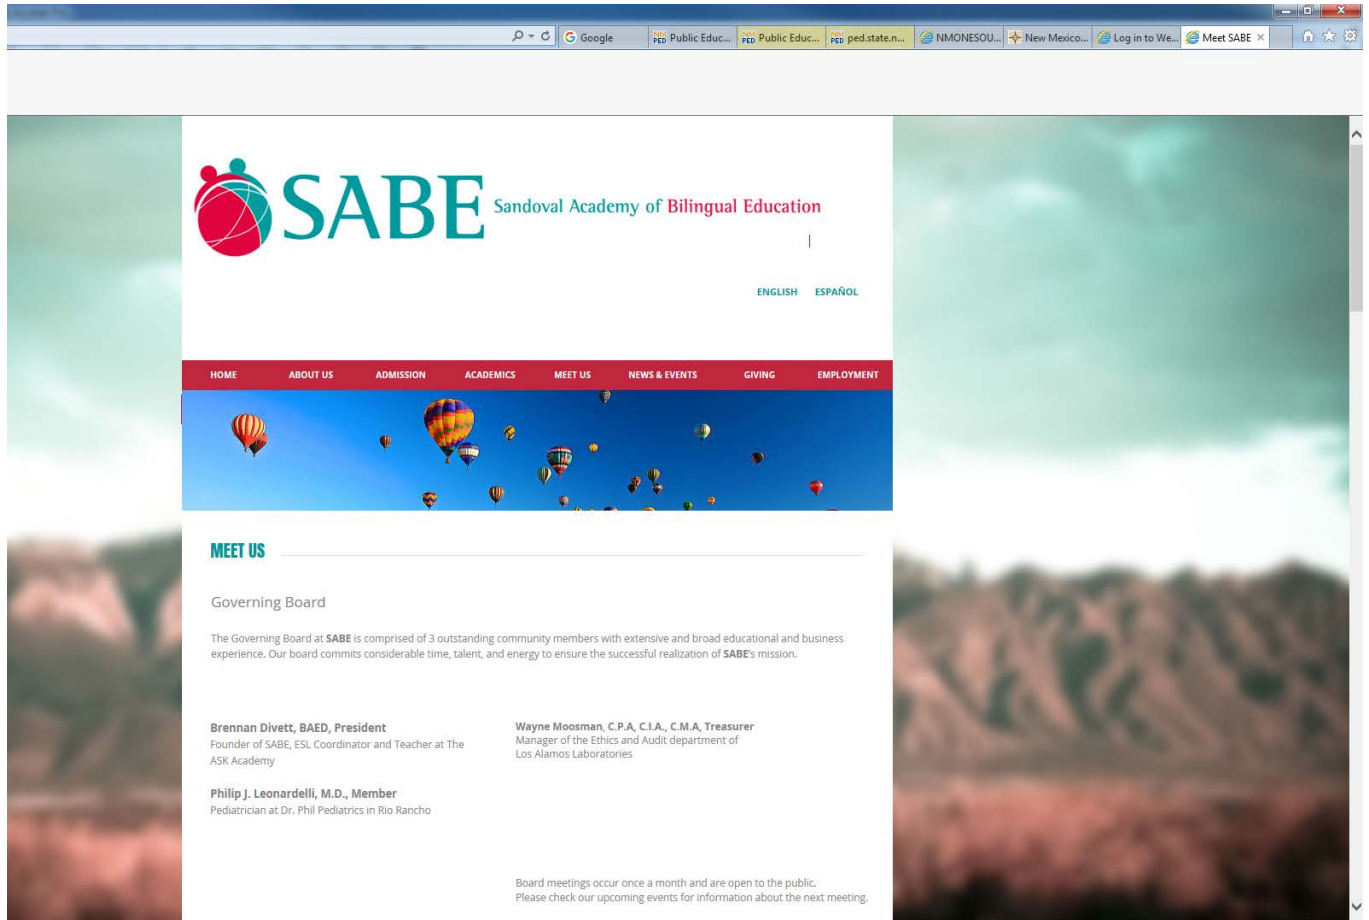 Google
PED Public Educ...
PED Public Educ...
PED ped.state.n...
NMONESOU...
New Mexico...
Log in to We...
Meet SABE
SABE Sandoval Academy of Bilingual Education
ENGLISH ESPAÑOL
HOME ABOUT US ADMISSION ACADEMICS MEET US NEWS & EVENTS GIVING EMPLOYMENT
MEET US
Governing Board
The Governing Board at SABE is comprised of 3 outstanding community members with extensive and broad educational and business
experience. Our board commits considerable time, talent, and energy to ensure the successful realization of SABE's mission.
Brennan Divett, BAED, President
Founder of SABE, ESL Coordinator and Teacher at The
ASK Academy
Wayne Moosman, C.P.A, C.I.A., C.M.A, Treasurer
Manager of the Ethics and Audit department of
Los Alamos Laboratories
Philip J. Leonardelli, M.D., Member
Pediatrician at Dr. Phil Pediatrics in Rio Rancho
Board meetings occur once a month and are open to the public.
Please check our upcoming events for information about the next meeting.